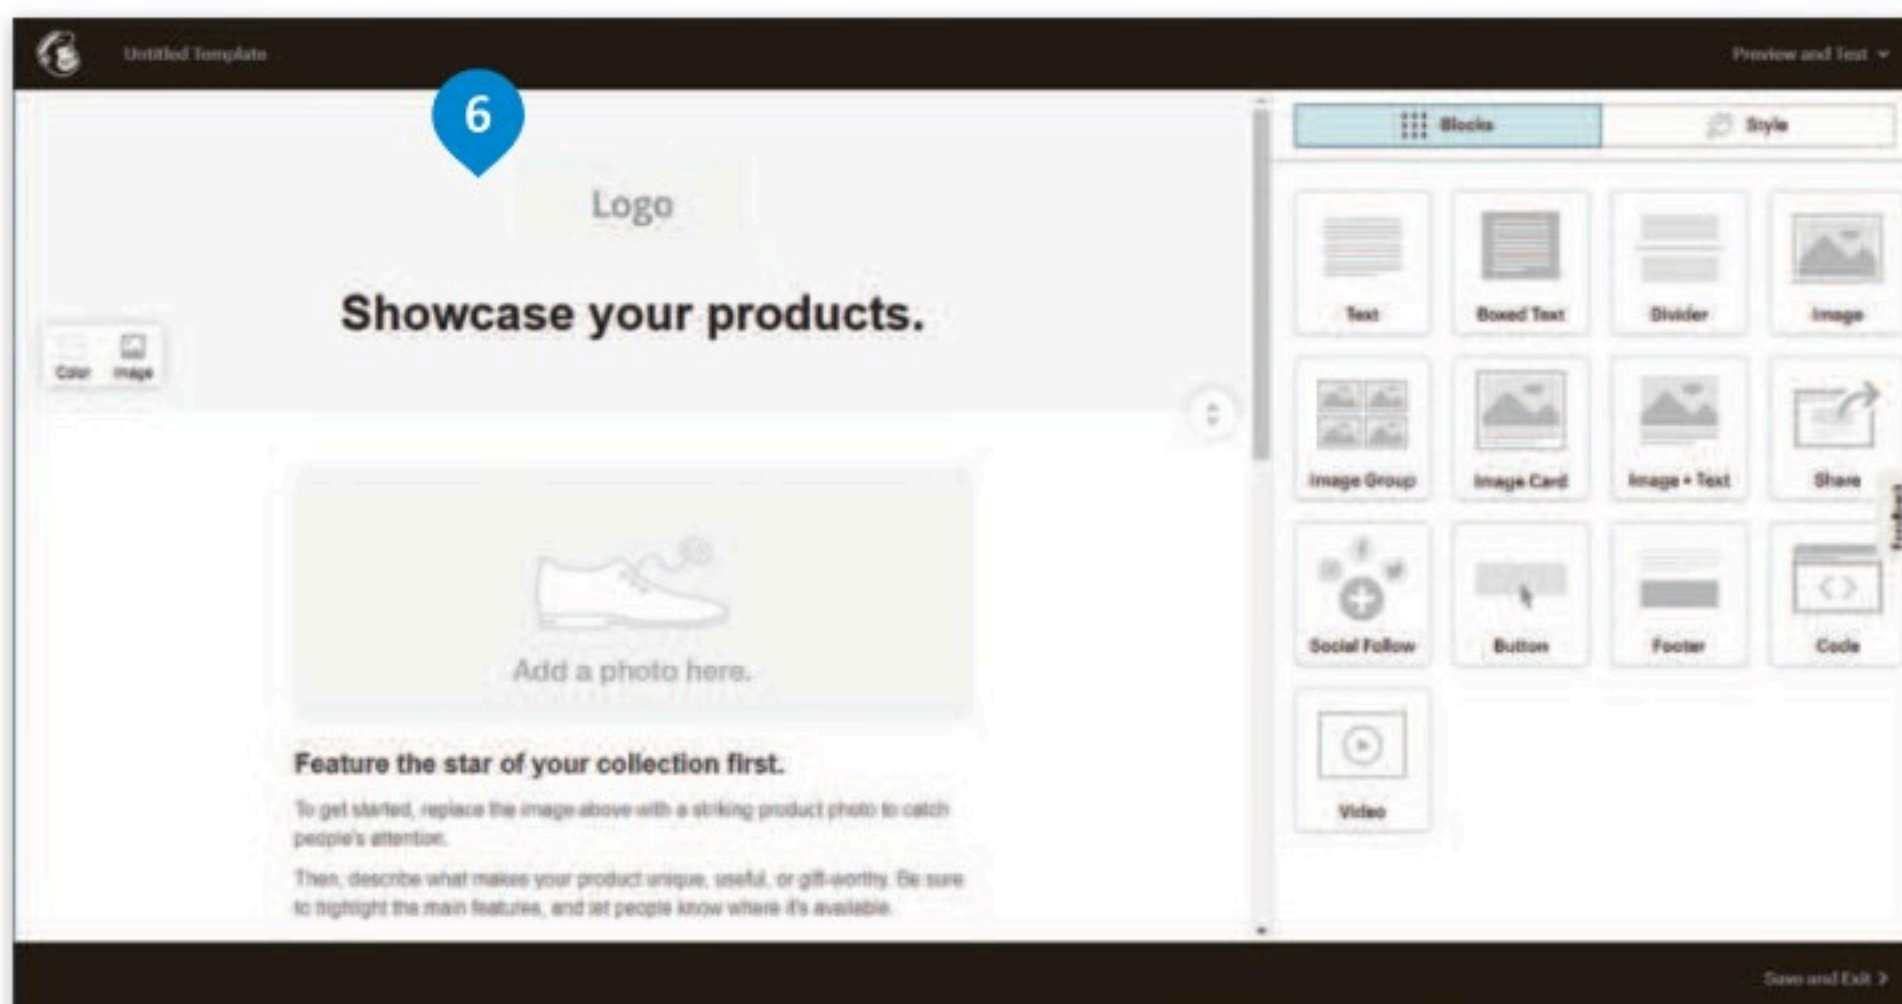 Untitled Template
Preview and Test
6
Blocks
Style
Logo
Showcase your products.
Color Image
Text
Boxed Text
Divider
Image
Image Group
Image Card
Image + Text
Share
Feedback
Social Follow
Button
Footer
Code
Video
Add a photo here.
Feature the star of your collection first.
To get started, replace the image above with a striking product photo to catch
people's attention.
Then, describe what makes your product unique, useful, or gift-worthy. Be sure
to highlight the main features, and let people know where it's available.
Save and Exit